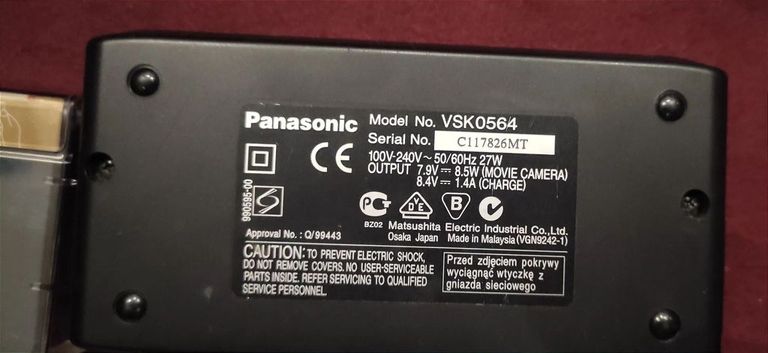 Panasonic Model No. VSK0564
Serial No. C117826MT
100V-240V~50/60Hz 27W
OUTPUT 7.9V⎓ 8.5W (MOVIE CAMERA)
8.4V⎓ 1.4A (CHARGE)
CE
990595-00
S
PG
BZ02
VDE
B
Matsushita Electric Industrial Co.,Ltd.
Osaka Japan Made in Malaysia (VGN9242-1)
Approval No. : Q/99443
CAUTION: TO PREVENT ELECTRIC SHOCK,
DO NOT REMOVE COVERS. NO USER-SERVICEABLE
PARTS INSIDE. REFER SERVICING TO QUALIFIED
SERVICE PERSONNEL.
Przed zdjęciem pokrywy
wyciągnąć wtyczkę z
gniazda sieciowego